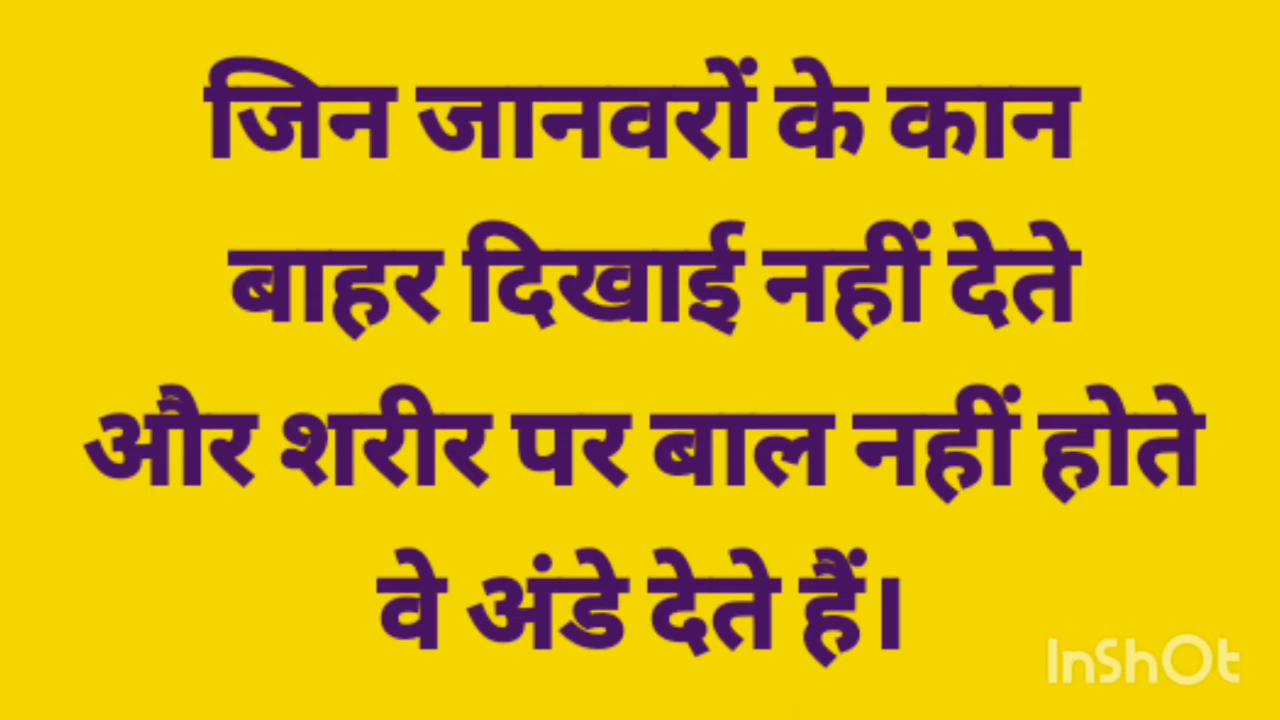 जिन जानवरों के कान
बाहर दिखाई नहीं देते
और शरीर पर बाल नहीं होते
वे अंडे देते हैं।
InShOt